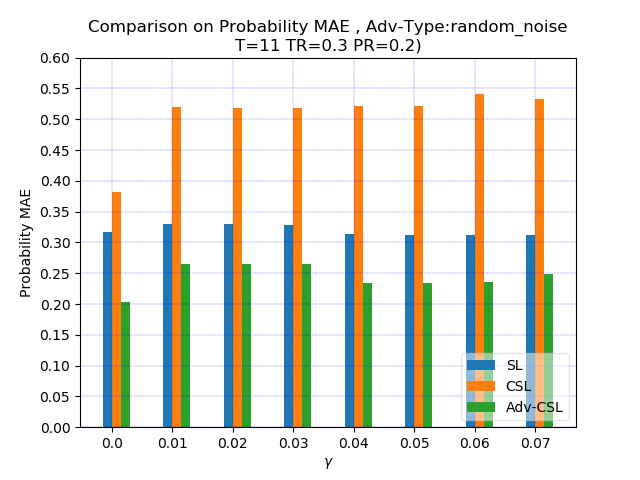 Comparison on Probability MAE , Adv-Type:random_noise
T=11 TR=0.3 PR=0.2)
0.60
0.55
0.50
0.45
0.40
0.35
0.30
0.25
0.20
0.15
0.10
0.05
0.00
Probability MAE
SL
CSL
Adv-CSL
0.0 0.01 0.02 0.03 0.04 0.05 0.06 0.07
γ